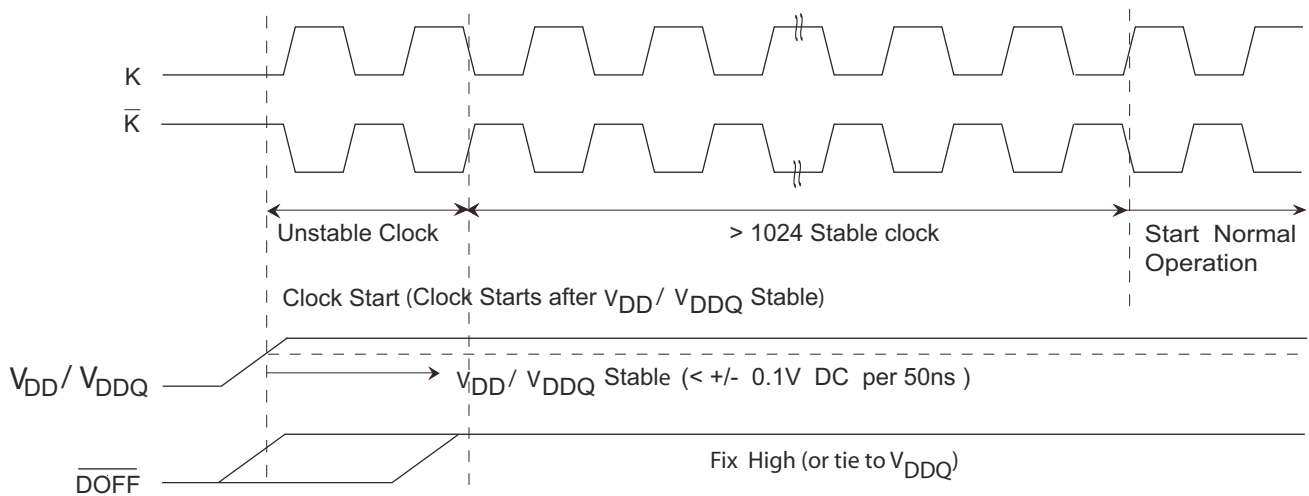 K
K̅
Unstable Clock
> 1024 Stable clock
Start Normal
Operation
Clock Start (Clock Starts after VDD / VDDQ Stable)
VDD / VDDQ
VDD / VDDQ Stable (< +/- 0.1V DC per 50ns )
D̅O̅F̅F̅
Fix High (or tie to VDDQ)